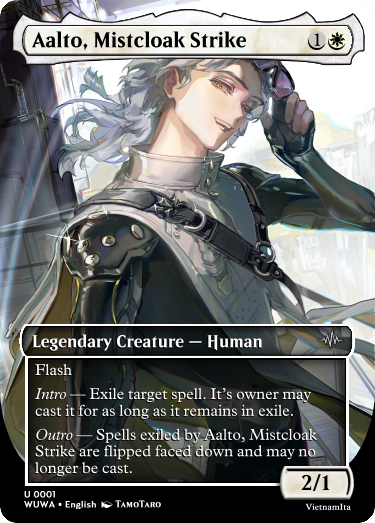 Aalto, Mistcloak Strike 1
Legendary Creature — Human
Flash
Intro — Exile target spell. It's owner may
cast it for as long as it remains in exile.
Outro — Spells exiled by Aalto, Mistcloak
Strike are flipped faced down and may no
longer be cast.
2/1
U 0001
WUWA • English TAMOTARO
VietnamIta